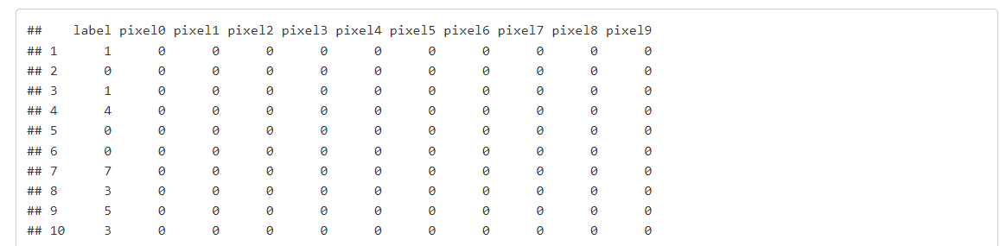 ##    label pixel0 pixel1 pixel2 pixel3 pixel4 pixel5 pixel6 pixel7 pixel8 pixel9
## 1      1      0      0      0      0      0      0      0      0      0      0
## 2      0      0      0      0      0      0      0      0      0      0      0
## 3      1      0      0      0      0      0      0      0      0      0      0
## 4      4      0      0      0      0      0      0      0      0      0      0
## 5      0      0      0      0      0      0      0      0      0      0      0
## 6      0      0      0      0      0      0      0      0      0      0      0
## 7      7      0      0      0      0      0      0      0      0      0      0
## 8      3      0      0      0      0      0      0      0      0      0      0
## 9      5      0      0      0      0      0      0      0      0      0      0
## 10     3      0      0      0      0      0      0      0      0      0      0